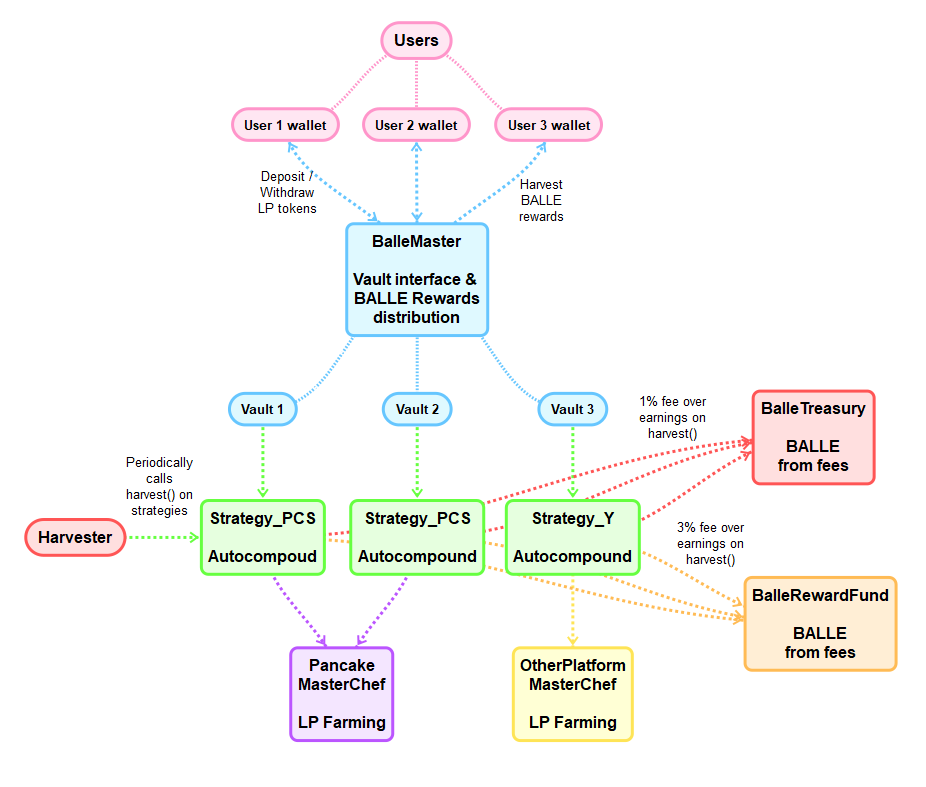 Users
User 1 wallet
User 2 wallet
User 3 wallet
Deposit /
Withdraw
LP tokens
Harvest
BALLE
rewards
BalleMaster
Vault interface &
BALLE Rewards
distribution
Vault 1
Vault 2
Vault 3
1% fee over
earnings on
harvest()
BalleTreasury
BALLE
from fees
Periodically
calls
harvest() on
strategies
Harvester
Strategy_PCS
Autocompoud
Strategy_PCS
Autocompound
Strategy_Y
Autocompound
3% fee over
earnings on
harvest()
BalleRewardFund
BALLE
from fees
Pancake
MasterChef
LP Farming
OtherPlatform
MasterChef
LP Farming